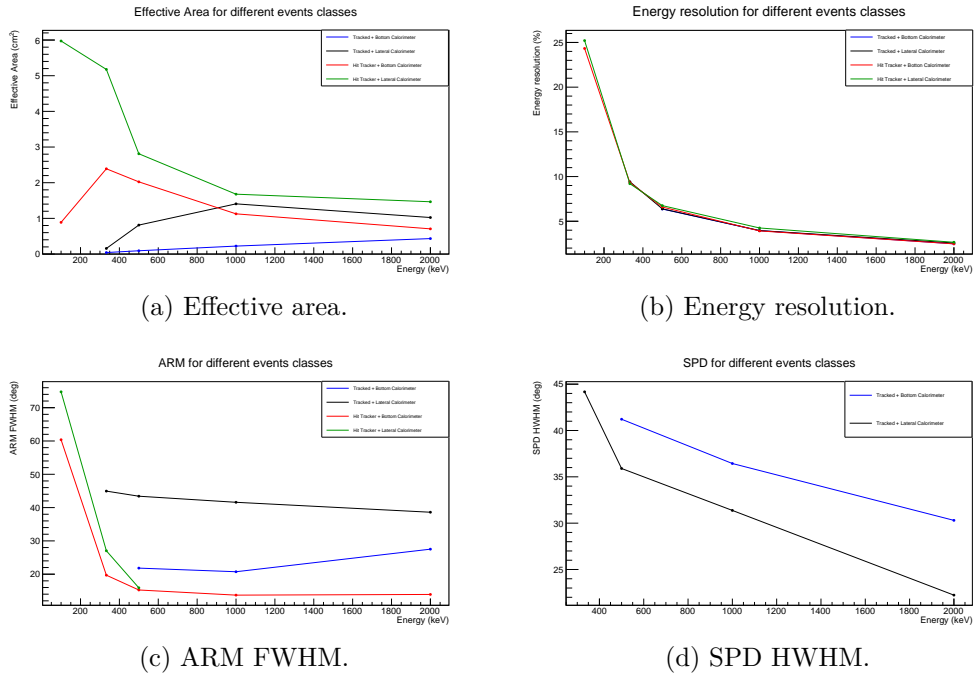 Effective Area for different events classes
Effective Area (cm²)
6
5
4
3
2
1
0
Tracked + Bottom Calorimeter
Tracked + Lateral Calorimeter
Hit Tracker + Bottom Calorimeter
Hit Tracker + Lateral Calorimeter
200 400 600 800 1000 1200 1400 1600 1800 2000
Energy (keV)
(a) Effective area.
Energy resolution for different events classes
Energy resolution (%)
25
20
15
10
5
Tracked + Bottom Calorimeter
Tracked + Lateral Calorimeter
Hit Tracker + Bottom Calorimeter
Hit Tracker + Lateral Calorimeter
200 400 600 800 1000 1200 1400 1600 1800 2000
Energy (keV)
(b) Energy resolution.
ARM for different events classes
ARM FWHM (deg)
70
60
50
40
30
20
Tracked + Bottom Calorimeter
Tracked + Lateral Calorimeter
Hit Tracker + Bottom Calorimeter
Hit Tracker + Lateral Calorimeter
200 400 600 800 1000 1200 1400 1600 1800 2000
Energy (keV)
(c) ARM FWHM.
SPD for different events classes
SPD HWHM (deg)
45
40
35
30
25
Tracked + Bottom Calorimeter
Tracked + Lateral Calorimeter
400 600 800 1000 1200 1400 1600 1800 2000
Energy (keV)
(d) SPD HWHM.